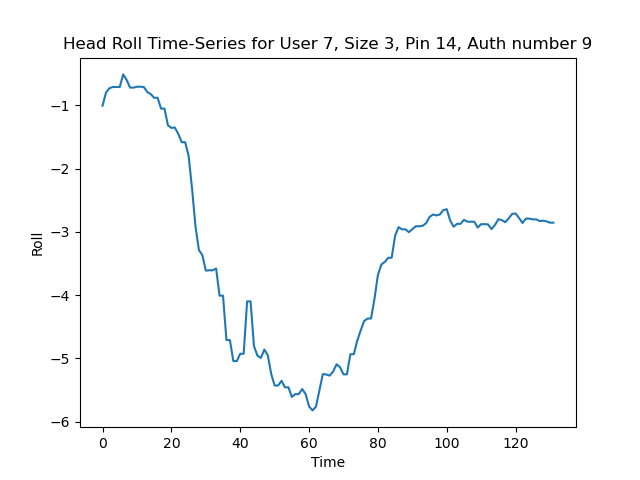 Head Roll Time-Series for User 7, Size 3, Pin 14, Auth number 9
−1
−2
−3
−4
−5
−6
Roll
0 20 40 60 80 100 120
Time